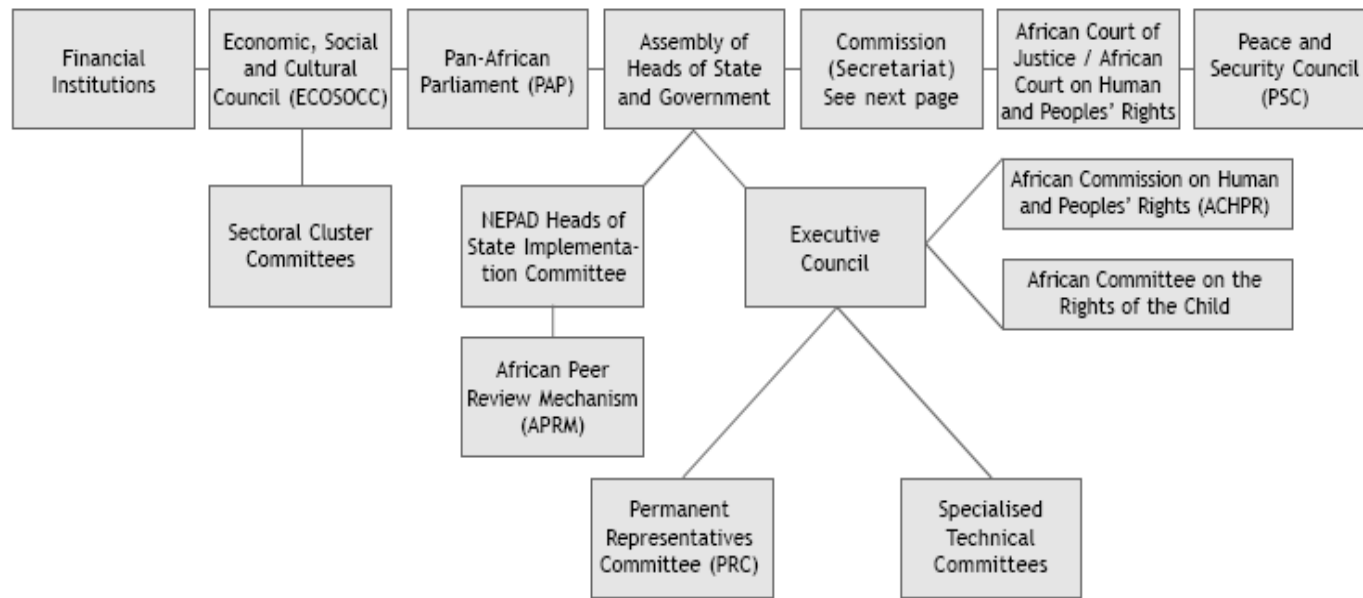 Financial
Institutions
Economic, Social
and Cultural
Council (ECOSOCC)
Pan-African
Parliament (PAP)
Assembly of
Heads of State
and Government
Commission
(Secretariat)
See next page
African Court of
Justice / African
Court on Human
and Peoples' Rights
Peace and
Security Council
(PSC)
Sectoral Cluster
Committees
NEPAD Heads of
State Implementa-
tion Committee
Executive
Council
African Commission on Human
and Peoples' Rights (ACHPR)
African Committee on the
Rights of the Child
African Peer
Review Mechanism
(APRM)
Permanent
Representatives
Committee (PRC)
Specialised
Technical
Committees